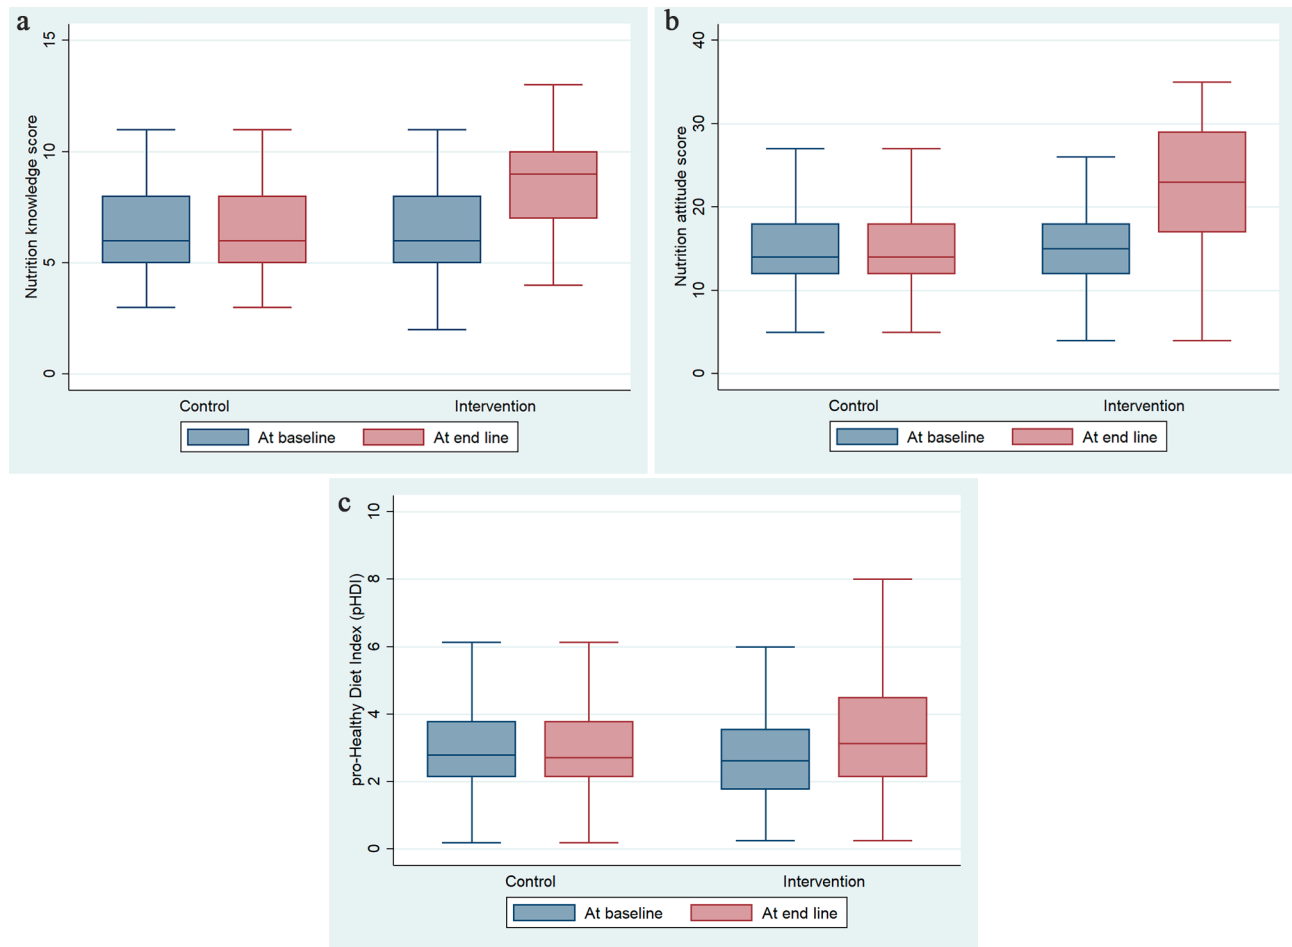 a
Nutrition knowledge score
15
10
5
0
Control Intervention
At baseline At end line
b
Nutrition attitude score
40
30
20
10
0
Control Intervention
At baseline At end line
c
pro-Healthy Diet Index (pHDI)
10
8
6
4
2
0
Control Intervention
At baseline At end line